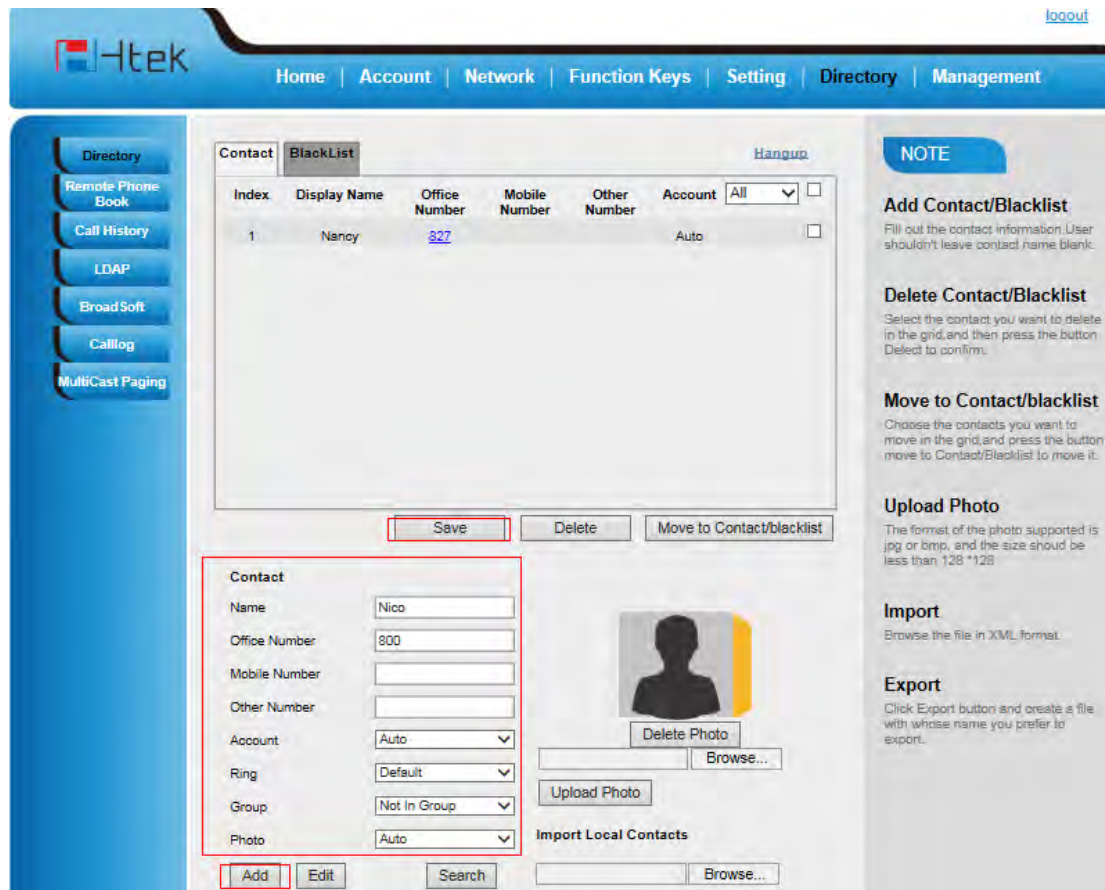 logout
Htek
Home | Account | Network | Function Keys | Setting | Directory | Management
Directory
Remote Phone
Book
Call History
LDAP
BroadSoft
Calllog
MultiCast Paging
Contact BlackList Hangup
Index Display Name Office Number Mobile Number Other Number Account All
1 Nancy 827 Auto
Save Delete Move to Contact/blacklist
Contact
Name Nico
Office Number 800
Mobile Number
Other Number
Account Auto
Ring Default
Group Not In Group
Photo Auto
Add Edit Search
Delete Photo
Browse...
Upload Photo
Import Local Contacts
Browse...
NOTE
Add Contact/Blacklist
Fill out the contact information.User
shouldn't leave contact name blank.
Delete Contact/Blacklist
Select the contact you want to delete
in the grid,and then press the button
Delect to confirm.
Move to Contact/blacklist
Choose the contacts you want to
move in the grid,and press the button
move to Contact/Blacklist to move it.
Upload Photo
The format of the photo supported is
jpg or bmp, and the size shoud be
less than 128 *128
Import
Browse the file in XML format.
Export
Click Export button and create a file
with whose name you prefer to
export.